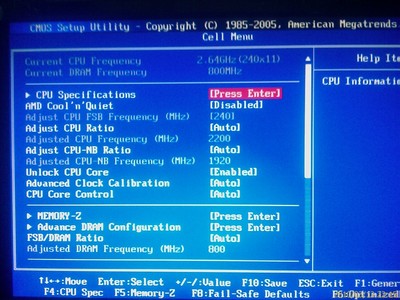 CMOS Setup Utility - Copyright (C) 1985-2005, American Megatrends
Cell Menu
Current CPU Frequency 2.64GHz(240x11)
Current DRAM Frequency 800MHz
Help Ite
CPU Informatio
▶ CPU Specifications [Press Enter]
AMD Cool'n'Quiet [Disabled]
Adjust CPU FSB Frequency (MHz) [240]
Adjust CPU Ratio [Auto]
Adjusted CPU Frequency (MHz) 2200
Adjust CPU-NB Ratio [Auto]
Adjusted CPU-NB Frequency (MHz) 1920
Unlock CPU Core [Enabled]
Advanced Clock Calibration [Auto]
CPU Core Control [Auto]
▶ MEMORY-Z [Press Enter]
▶ Advance DRAM Configuration [Press Enter]
FSB/DRAM Ratio [Auto]
Adjusted DRAM Frequency (MHz) 800
↑↓←→:Move Enter:Select +/-/:Value F10:Save ESC:Exit F1:Gener
F4:CPU Spec F5:Memory-Z F8:Fail-Safe Defaults F6:Optimized